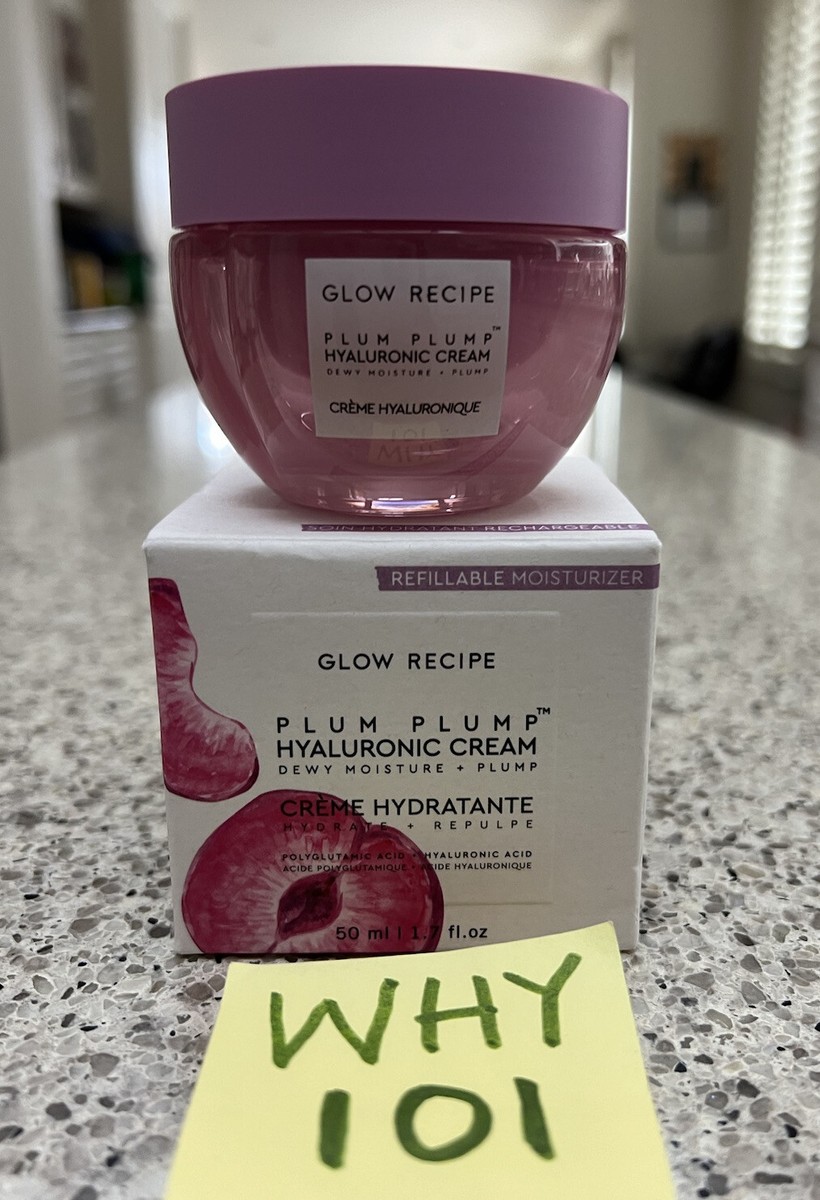 GLOW RECIPE
PLUM PLUMP™
HYALURONIC CREAM
DEWY MOISTURE + PLUMP
CRÈME HYALURONIQUE
SOIN HYDRATANT RECHARGEABLE
REFILLABLE MOISTURIZER
GLOW RECIPE
PLUM PLUMP™
HYALURONIC CREAM
DEWY MOISTURE + PLUMP
CRÈME HYDRATANTE
HYDRATE + REPULPE
POLYGLUTAMIC ACID + HYALURONIC ACID
ACIDE POLYGLUTAMIQUE + ACIDE HYALURONIQUE
50 ml | 1.7 fl.oz
WHY
101